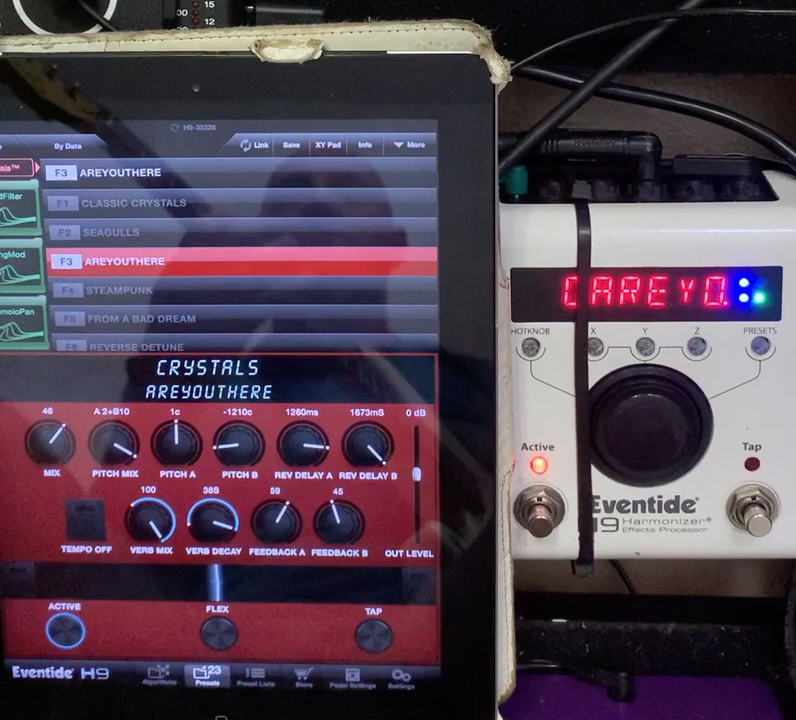 15
12
H9-33328
By Date
Link
Save
XY Pad
Info
More
F3 AREYOUTHERE
F1 CLASSIC CRYSTALS
F2 SEAGULLS
F3 AREYOUTHERE
F4 STEAMPUNK
F5 FROM A BAD DREAM
F6 REVERSE DETUNE
CRYSTALS
AREYOUTHERE
46
A 2+B10
1c
-1210c
1260ms
1673mS
0 dB
MIX
PITCH MIX
PITCH A
PITCH B
REV DELAY A
REV DELAY B
100
38S
59
45
TEMPO OFF
VERB MIX
VERB DECAY
FEEDBACK A
FEEDBACK B
OUT LEVEL
ACTIVE
FLEX
TAP
Eventide H9
Algorithms
123
Presets
Preset Lists
Store
Pedal Settings
Settings
HOTKNOB
X
Y
Z
PRESETS
Active
Tap
Eventide®
H9 Harmonizer®
Effects Processor